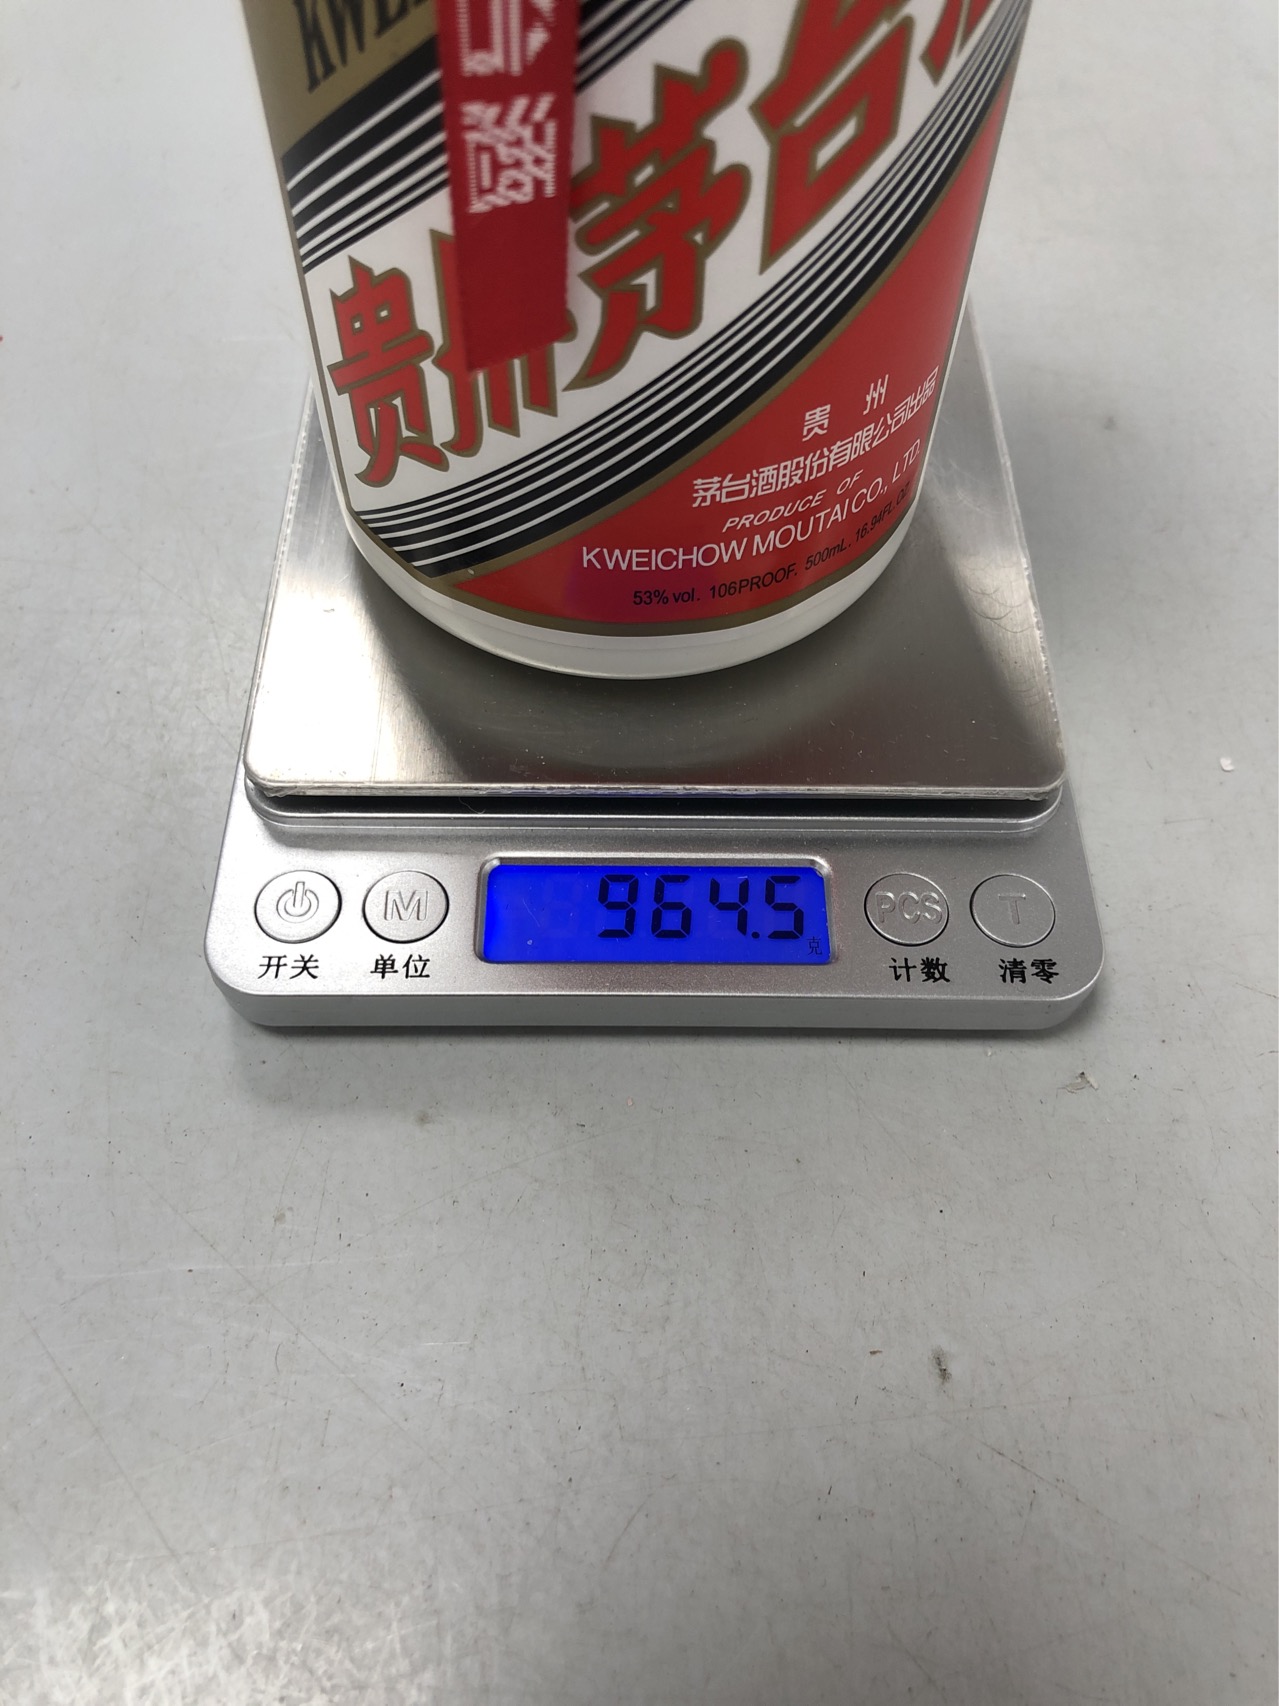 KWEI
贵州茅台
贵 州
茅台酒股份有限公司出品
PRODUCE OF
KWEICHOW MOUTAI CO., LTD.
53% vol. 106PROOF. 500mL. 16.94FL.OZ
964.5
克
M
PCS
T
开关
单位
计数
清零